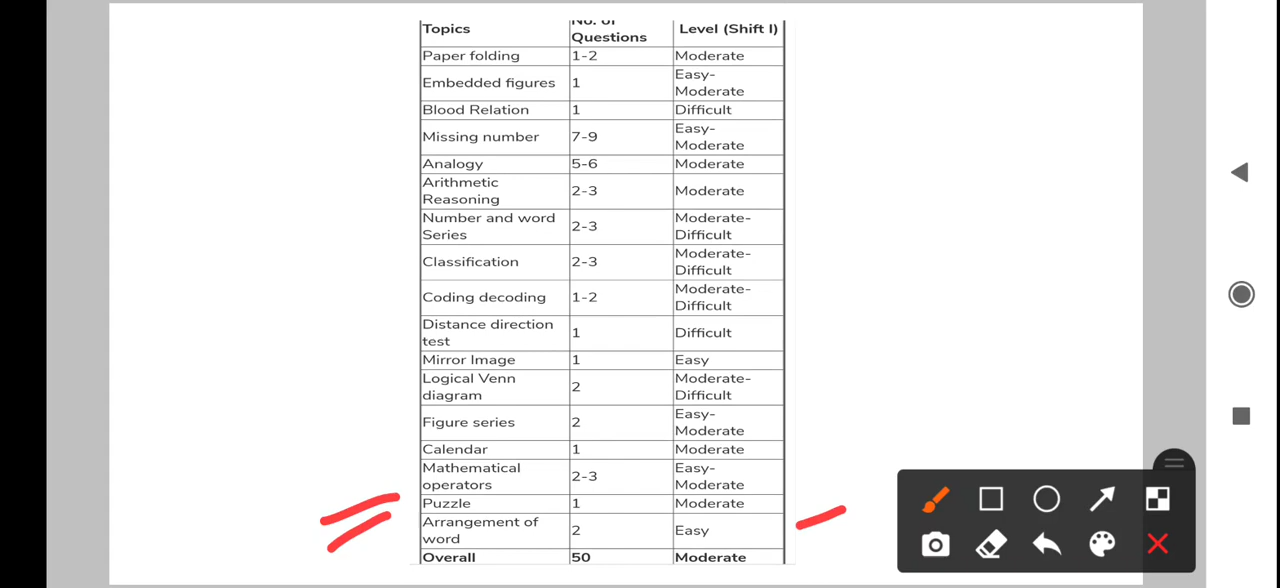 No. of
Topics Questions Level (Shift I)
Paper folding 1-2 Moderate
Embedded figures 1 Easy-
Moderate
Blood Relation 1 Difficult
Missing number 7-9 Easy-
Moderate
Analogy 5-6 Moderate
Arithmetic
Reasoning 2-3 Moderate
Number and word
Series 2-3 Moderate-
Difficult
Classification 2-3 Moderate-
Difficult
Coding decoding 1-2 Moderate-
Difficult
Distance direction
test 1 Difficult
Mirror Image 1 Easy
Logical Venn
diagram 2 Moderate-
Difficult
Figure series 2 Easy-
Moderate
Calendar 1 Moderate
Mathematical
operators 2-3 Easy-
Moderate
Puzzle 1 Moderate
Arrangement of
word 2 Easy
Overall 50 Moderate